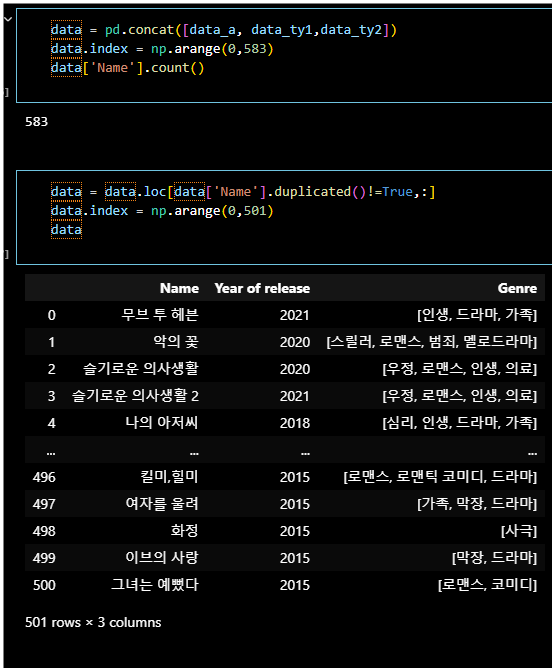 data = pd.concat([data_a, data_ty1,data_ty2])
data.index = np.arange(0,583)
data['Name'].count()
583
data = data.loc[data['Name'].duplicated()!=True,:]
data.index = np.arange(0,501)
data
Name Year of release Genre
0 무브 투 헤븐 2021 [인생, 드라마, 가족]
1 악의 꽃 2020 [스릴러, 로맨스, 범죄, 멜로드라마]
2 슬기로운 의사생활 2020 [우정, 로맨스, 인생, 의료]
3 슬기로운 의사생활 2 2021 [우정, 로맨스, 인생, 의료]
4 나의 아저씨 2018 [심리, 인생, 드라마, 가족]
... ... ... ...
496 킬미,힐미 2015 [로맨스, 로맨틱 코미디, 드라마]
497 여자를 울려 2015 [가족, 막장, 드라마]
498 화정 2015 [사극]
499 이브의 사랑 2015 [막장, 드라마]
500 그녀는 예뻤다 2015 [로맨스, 코미디]
501 rows × 3 columns